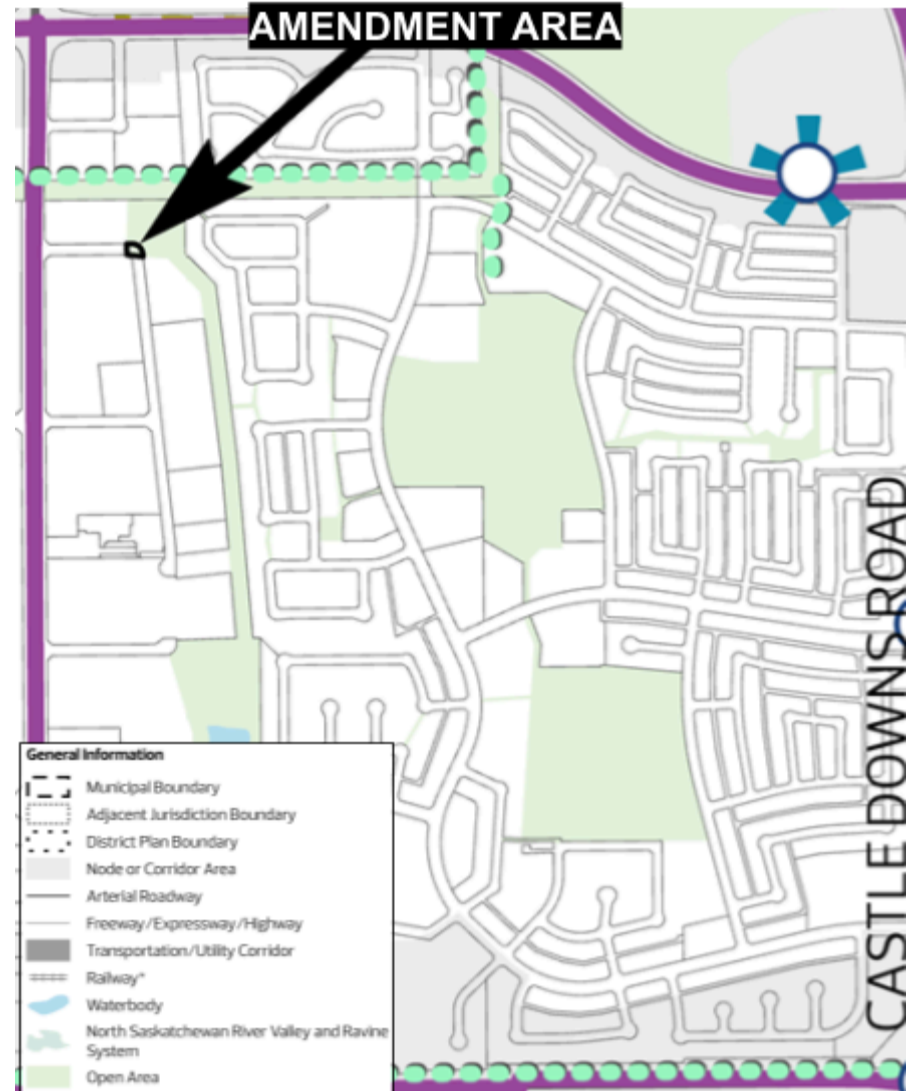 AMENDMENT AREA
CASTLE DOWNS ROAD
General Information
Municipal Boundary
Adjacent Jurisdiction Boundary
District Plan Boundary
Node or Corridor Area
Arterial Roadway
Freeway/Expressway/Highway
Transportation/Utility Corridor
Railway*
Waterbody
North Saskatchewan River Valley and Ravine
System
Open Area